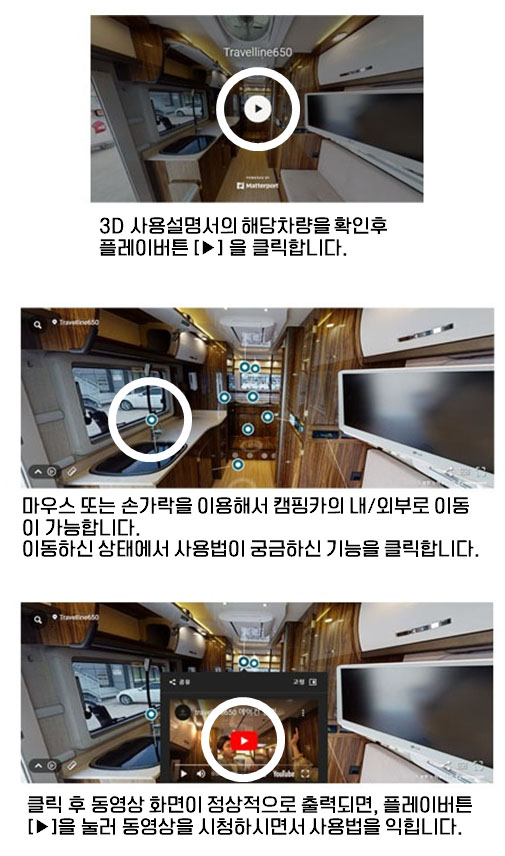 Travelline650
POWERED BY
Matterport
3D 사용설명서의 해당차량을 확인후
플레이버튼 [▶] 을 클릭합니다.
Travelline650
마우스 또는 손가락을 이용해서 캠핑카의 내/외부로 이동
이 가능합니다.
이동하신 상태에서 사용법이 궁금하신 기능을 클릭합니다.
Travelline650
공유
고정
YouTube
클릭 후 동영상 화면이 정상적으로 출력되면, 플레이버튼
[▶]을 눌러 동영상을 시청하시면서 사용법을 익힙니다.